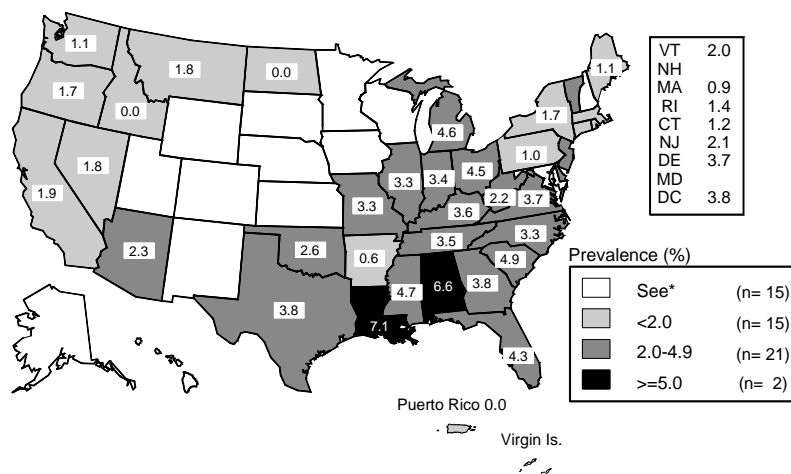 1.1
1.8
0.0
1.7
0.0
1.9
1.8
2.3
3.8
2.6
3.3
0.6
7.1
4.7
6.6
3.8
4.3
4.9
3.3
3.5
3.6
3.3
3.4
4.5
2.2
3.7
4.6
1.0
1.7
1.1
VT 2.0
NH
MA 0.9
RI 1.4
CT 1.2
NJ 2.1
DE 3.7
MD
DC 3.8
Prevalence (%)
See* (n= 15)
<2.0 (n= 15)
2.0-4.9 (n= 21)
>=5.0 (n= 2)
Puerto Rico 0.0
Virgin Is.